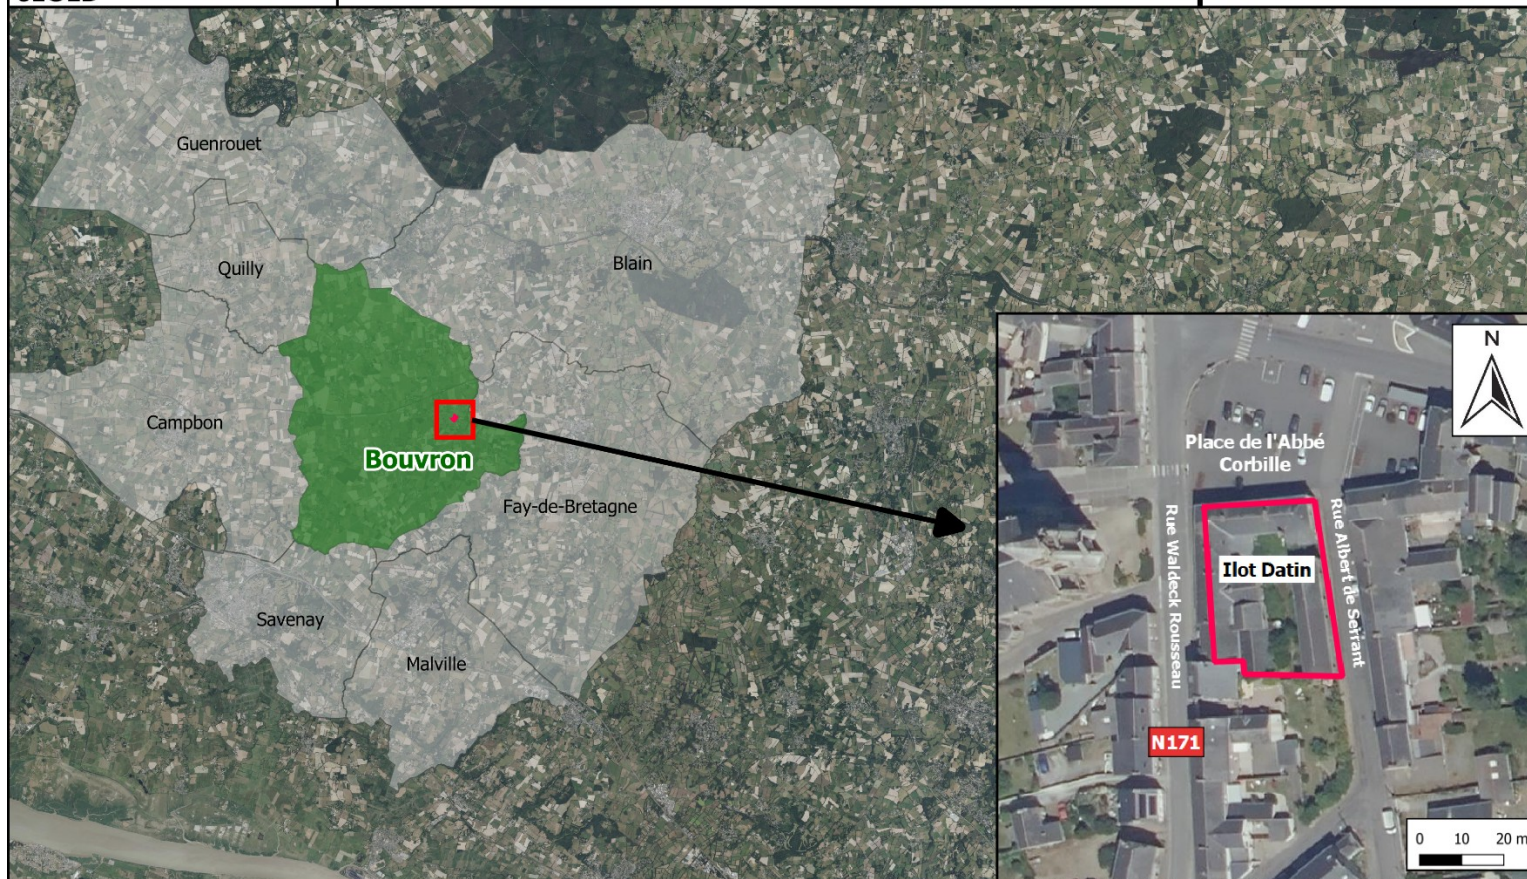 Guenrouet
Quilly
Blain
Campbon
Bouvron
Fay-de-Bretagne
Savenay
Malville
N
Place de l'Abbé
Corbille
Rue Waldeck Rousseau
Rue Albert de Serrant
Ilot Datin
N171
0 10 20 m